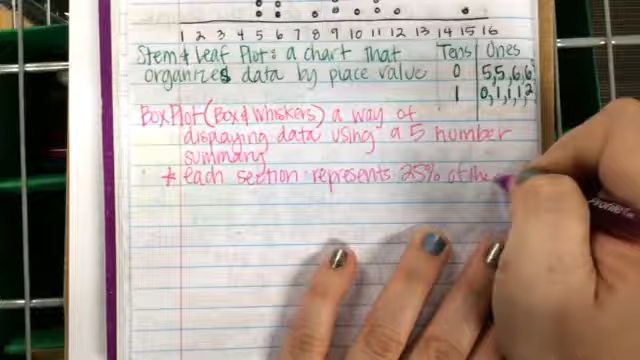 1 2 3 4 5 6 7 8 9 10 11 12 13 14 15 16
Stem & Leaf Plot: a chart that
organizes data by place value
Tens Ones
0 5,5,6,6,
1 0,1,1,1,2
Box Plot (Box & Whiskers) a way of
displaying data using a 5 number
summary
* each section represents 25% of the